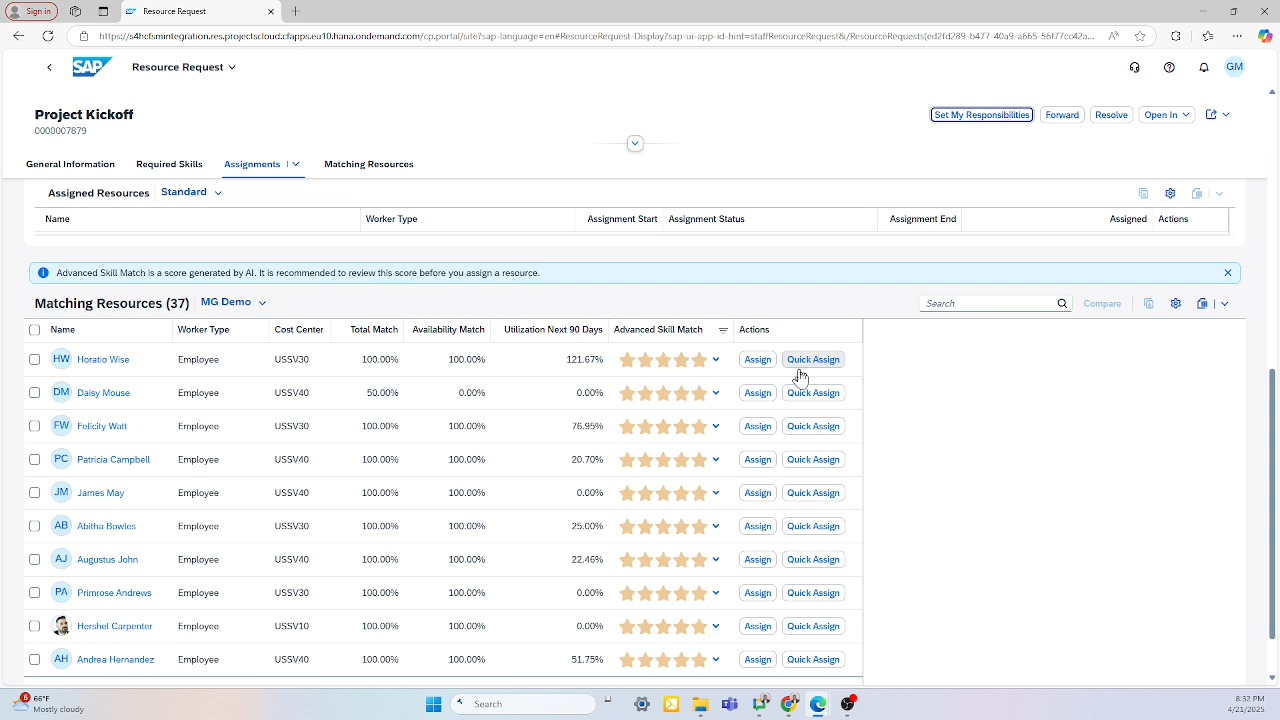 Sign in
Resource Request
https://s4hcfsmintegration.res.projectscloud.cfapps.eu10.hana.ondemand.com/cp.portal/site?sap-language=en#ResourceRequest-Display?sap-ui-app-id-hint=staffResourceRequest&/ResourceRequests(ed2fd289-b477-40a9-a665-56f77cc42a...
SAP
Resource Request
GM
Project Kickoff
0000007879
Set My Responsibilities Forward Resolve Open In
General Information Required Skills Assignments Matching Resources
Assigned Resources Standard
Name Worker Type Assignment Start Assignment Status Assignment End Assigned Actions
Advanced Skill Match is a score generated by AI. It is recommended to review this score before you assign a resource.
Matching Resources (37) MG Demo Search Compare
Name Worker Type Cost Center Total Match Availability Match Utilization Next 90 Days Advanced Skill Match Actions
HW Horatio Wise Employee USSV30 100.00% 100.00% 121.67% Assign Quick Assign
DM Daisy Mouse Employee USSV40 50.00% 0.00% 0.00% Assign Quick Assign
FW Felicity Watt Employee USSV30 100.00% 100.00% 76.95% Assign Quick Assign
PC Patricia Campbell Employee USSV40 100.00% 100.00% 20.70% Assign Quick Assign
JM James May Employee USSV40 100.00% 100.00% 0.00% Assign Quick Assign
AB Abitha Bowles Employee USSV30 100.00% 100.00% 25.00% Assign Quick Assign
AJ Augustus John Employee USSV40 100.00% 100.00% 22.46% Assign Quick Assign
PA Primrose Andrews Employee USSV30 100.00% 100.00% 0.00% Assign Quick Assign
Hershel Carpenter Employee USSV10 100.00% 100.00% 0.00% Assign Quick Assign
AH Andrea Hernandez Employee USSV40 100.00% 100.00% 51.75% Assign Quick Assign
6 66°F
Mostly cloudy
Search
8:32 PM
4/21/2025